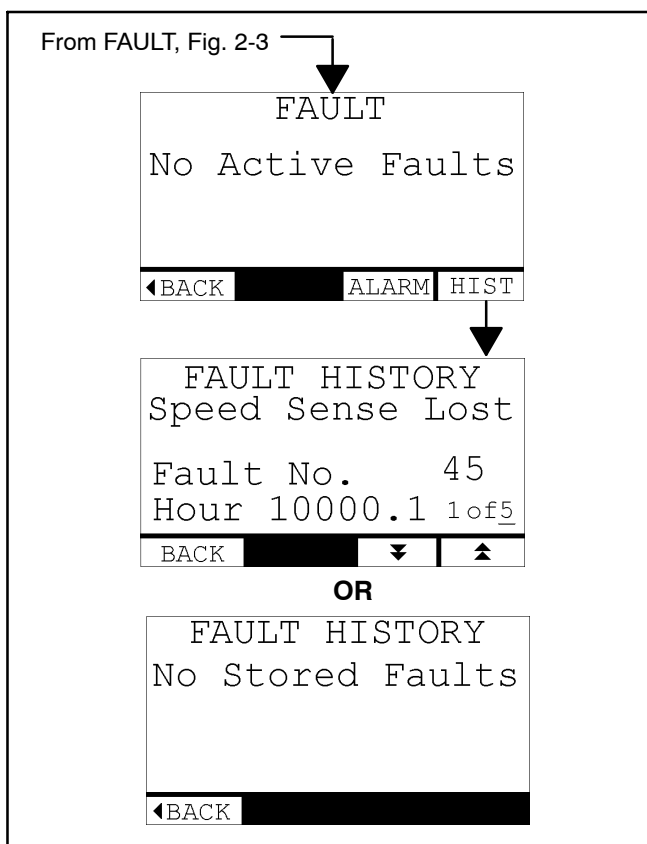 From FAULT, Fig. 2-3
FAULT
No Active Faults
◀BACK ALARM HIST
FAULT HISTORY
Speed Sense Lost
Fault No. 45
Hour 10000.1 1of5
BACK
OR
FAULT HISTORY
No Stored Faults
◀BACK